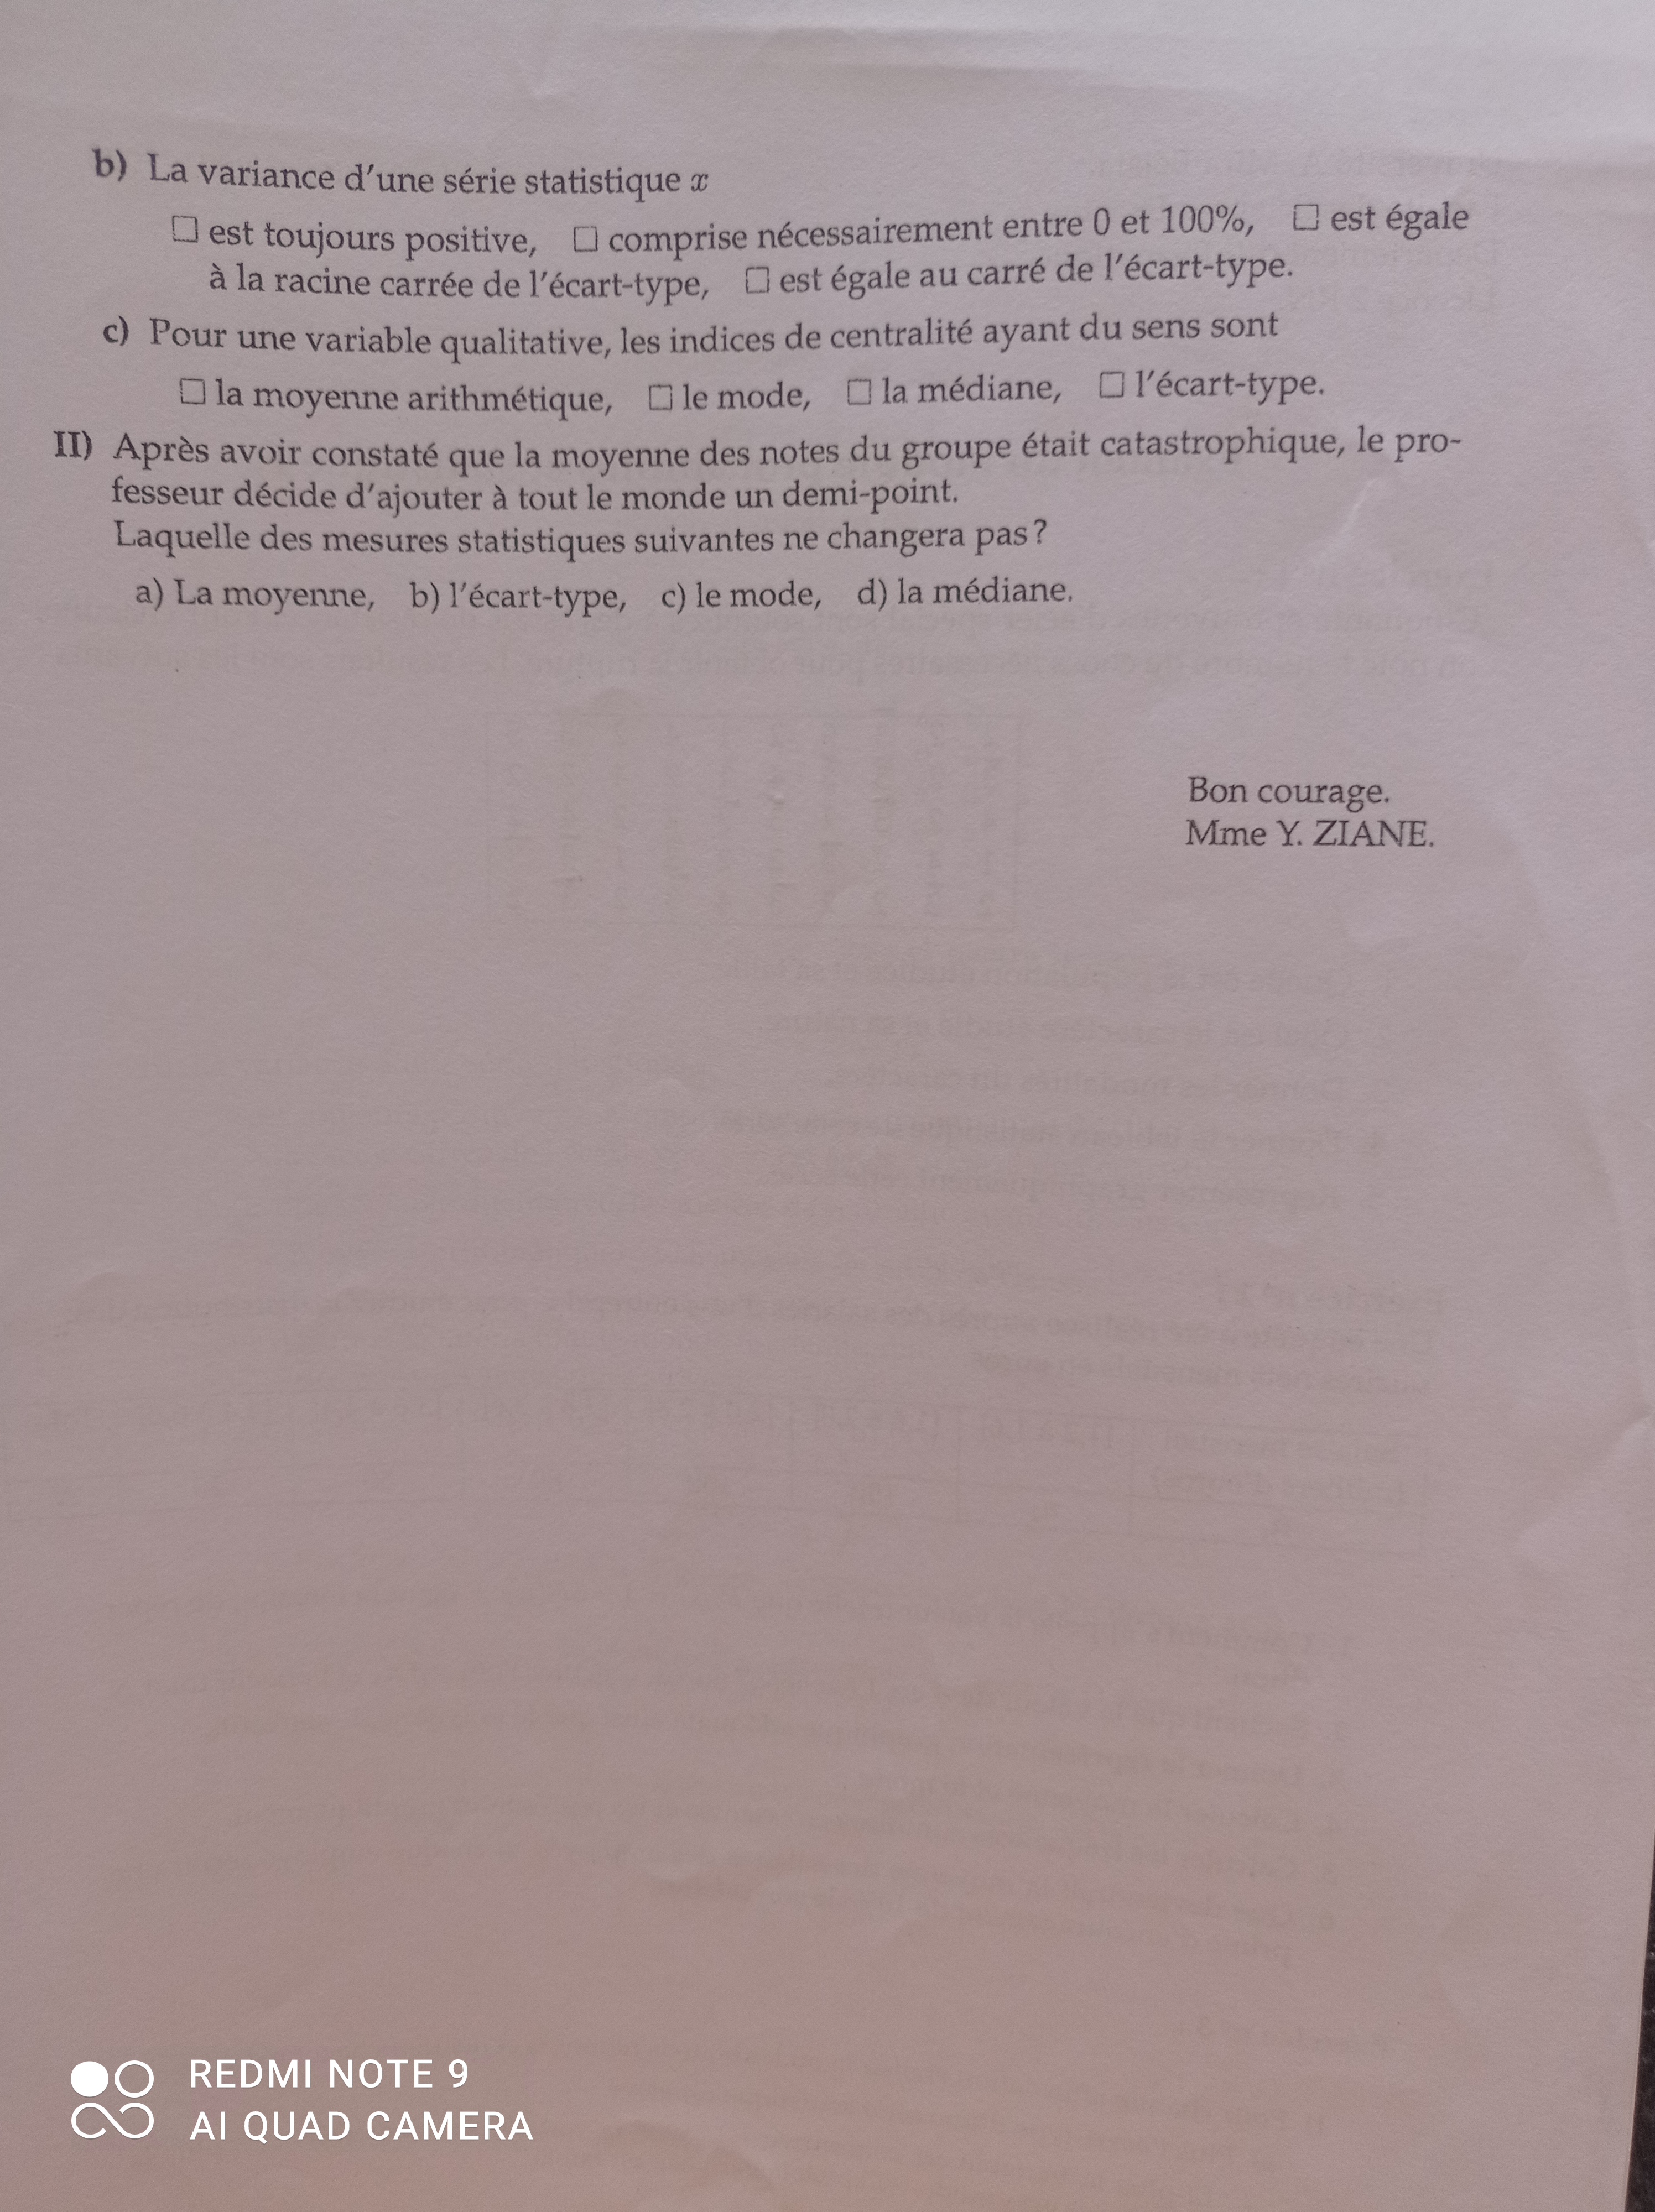 b) La variance d'une série statistique x
☐ est toujours positive, ☐ comprise nécessairement entre 0 et 100%, ☐ est égale
à la racine carrée de l'écart-type, ☐ est égale au carré de l'écart-type.
c) Pour une variable qualitative, les indices de centralité ayant du sens sont
☐ la moyenne arithmétique, ☐ le mode, ☐ la médiane, ☐ l'écart-type.
II) Après avoir constaté que la moyenne des notes du groupe était catastrophique, le pro-
fesseur décide d'ajouter à tout le monde un demi-point.
Laquelle des mesures statistiques suivantes ne changera pas ?
a) La moyenne, b) l'écart-type, c) le mode, d) la médiane.
Bon courage.
Mme Y. ZIANE.
REDMI NOTE 9
AI QUAD CAMERA